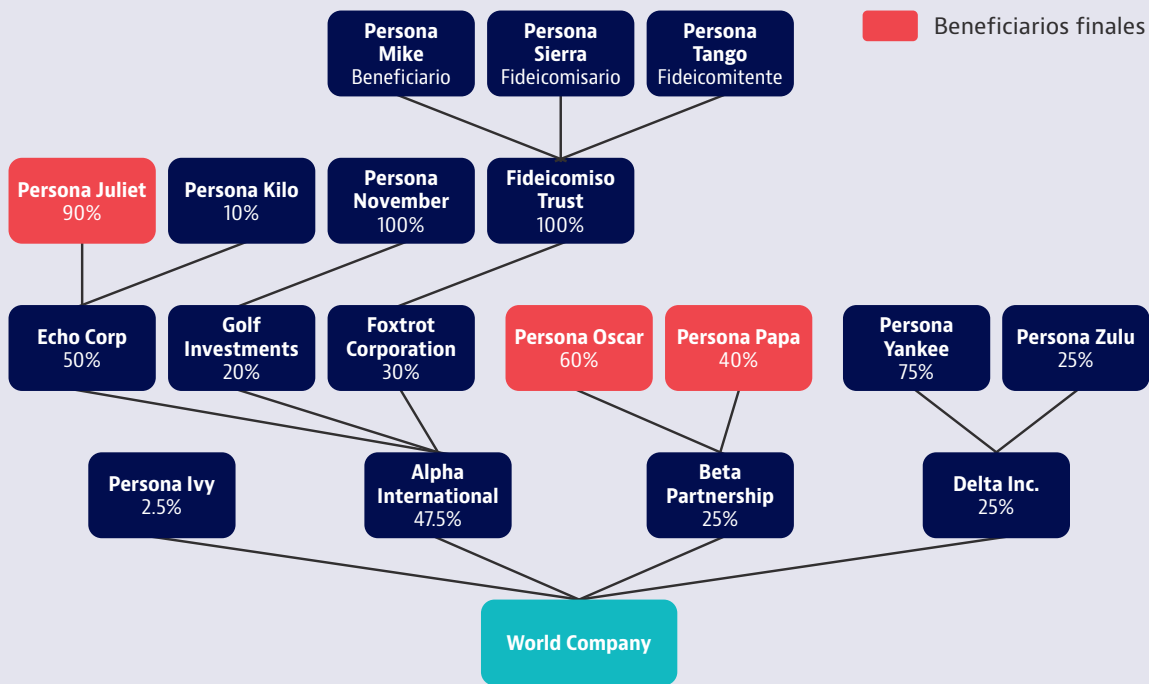 Persona
Mike
Beneficiario
Persona
Sierra
Fideicomisario
Persona
Tango
Fideicomitente
Beneficiarios finales
Persona Juliet
90%
Persona Kilo
10%
Persona
November
100%
Fideicomiso
Trust
100%
Echo Corp
50%
Golf
Investments
20%
Foxtrot
Corporation
30%
Persona Oscar
60%
Persona Papa
40%
Persona
Yankee
75%
Persona Zulu
25%
Persona Ivy
2.5%
Alpha
International
47.5%
Beta
Partnership
25%
Delta Inc.
25%
World Company